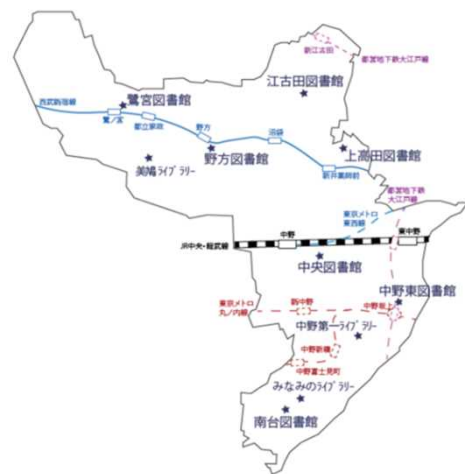 新江古田
都営地下鉄大江戸線
江古田図書館
西武新宿線
鷺宮図書館
鷺ノ宮
都立家政
野方
沼袋
美鳩ライブラリー
野方図書館
上高田図書館
新井薬師前
都営地下鉄
大江戸線
東京メトロ
東西線
JR中央・総武線
中野
東中野
中央図書館
中野東図書館
東京メトロ
丸ノ内線
新中野
中野坂上
中野第一ライブラリー
中野新橋
中野富士見町
みなみのライブラリー
南台図書館